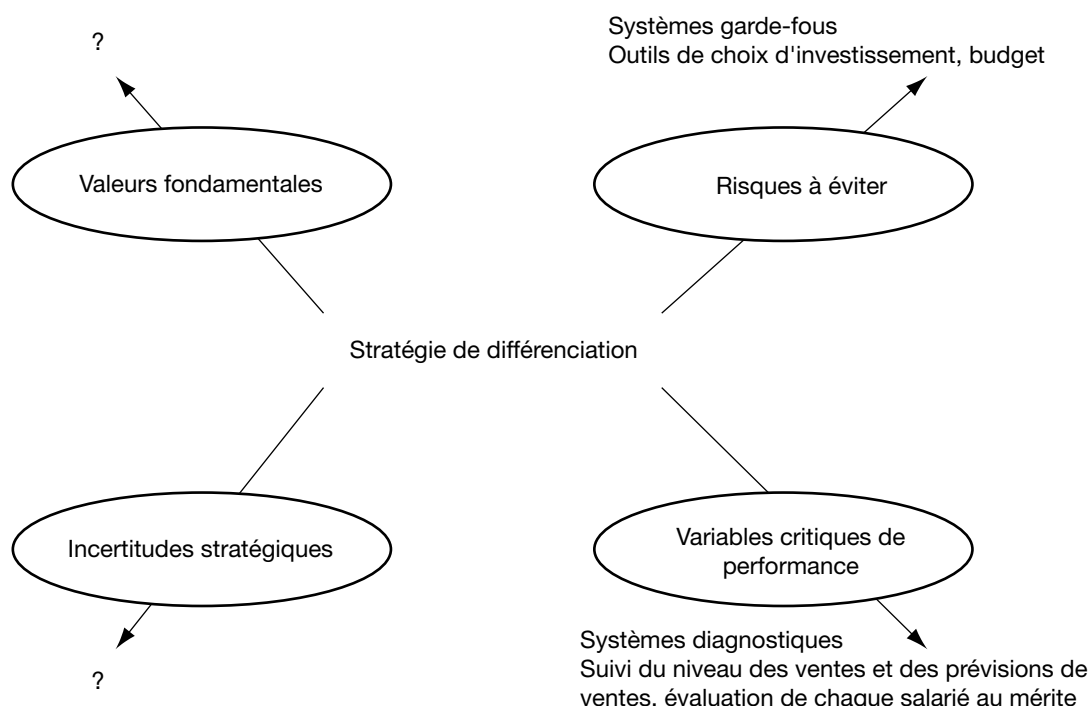 ?
Systèmes garde-fous
Outils de choix d'investissement, budget
Valeurs fondamentales
Risques à éviter
Stratégie de différenciation
Incertitudes stratégiques
Variables critiques de
performance
?
Systèmes diagnostiques
Suivi du niveau des ventes et des prévisions de
ventes, évaluation de chaque salarié au mérite